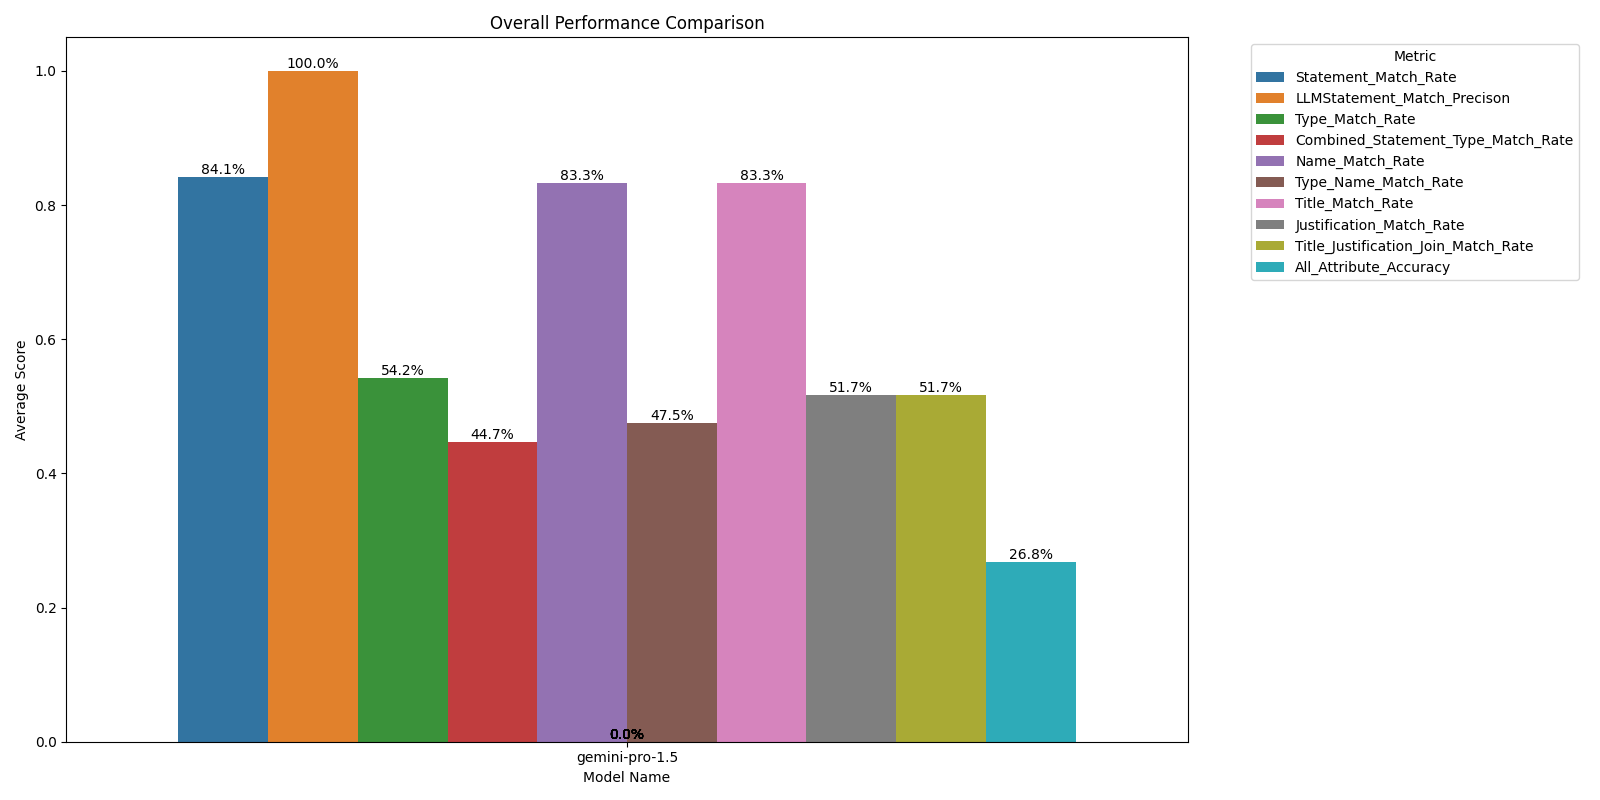 Overall Performance Comparison
Metric
Statement_Match_Rate
LLMStatement_Match_Precison
Type_Match_Rate
Combined_Statement_Type_Match_Rate
Name_Match_Rate
Type_Name_Match_Rate
Title_Match_Rate
Justification_Match_Rate
Title_Justification_Join_Match_Rate
All_Attribute_Accuracy
Average Score
1.0
0.8
0.6
0.4
0.2
0.0
84.1%
100.0%
54.2%
44.7%
83.3%
47.5%
83.3%
51.7%
51.7%
26.8%
0.0%
gemini-pro-1.5
Model Name